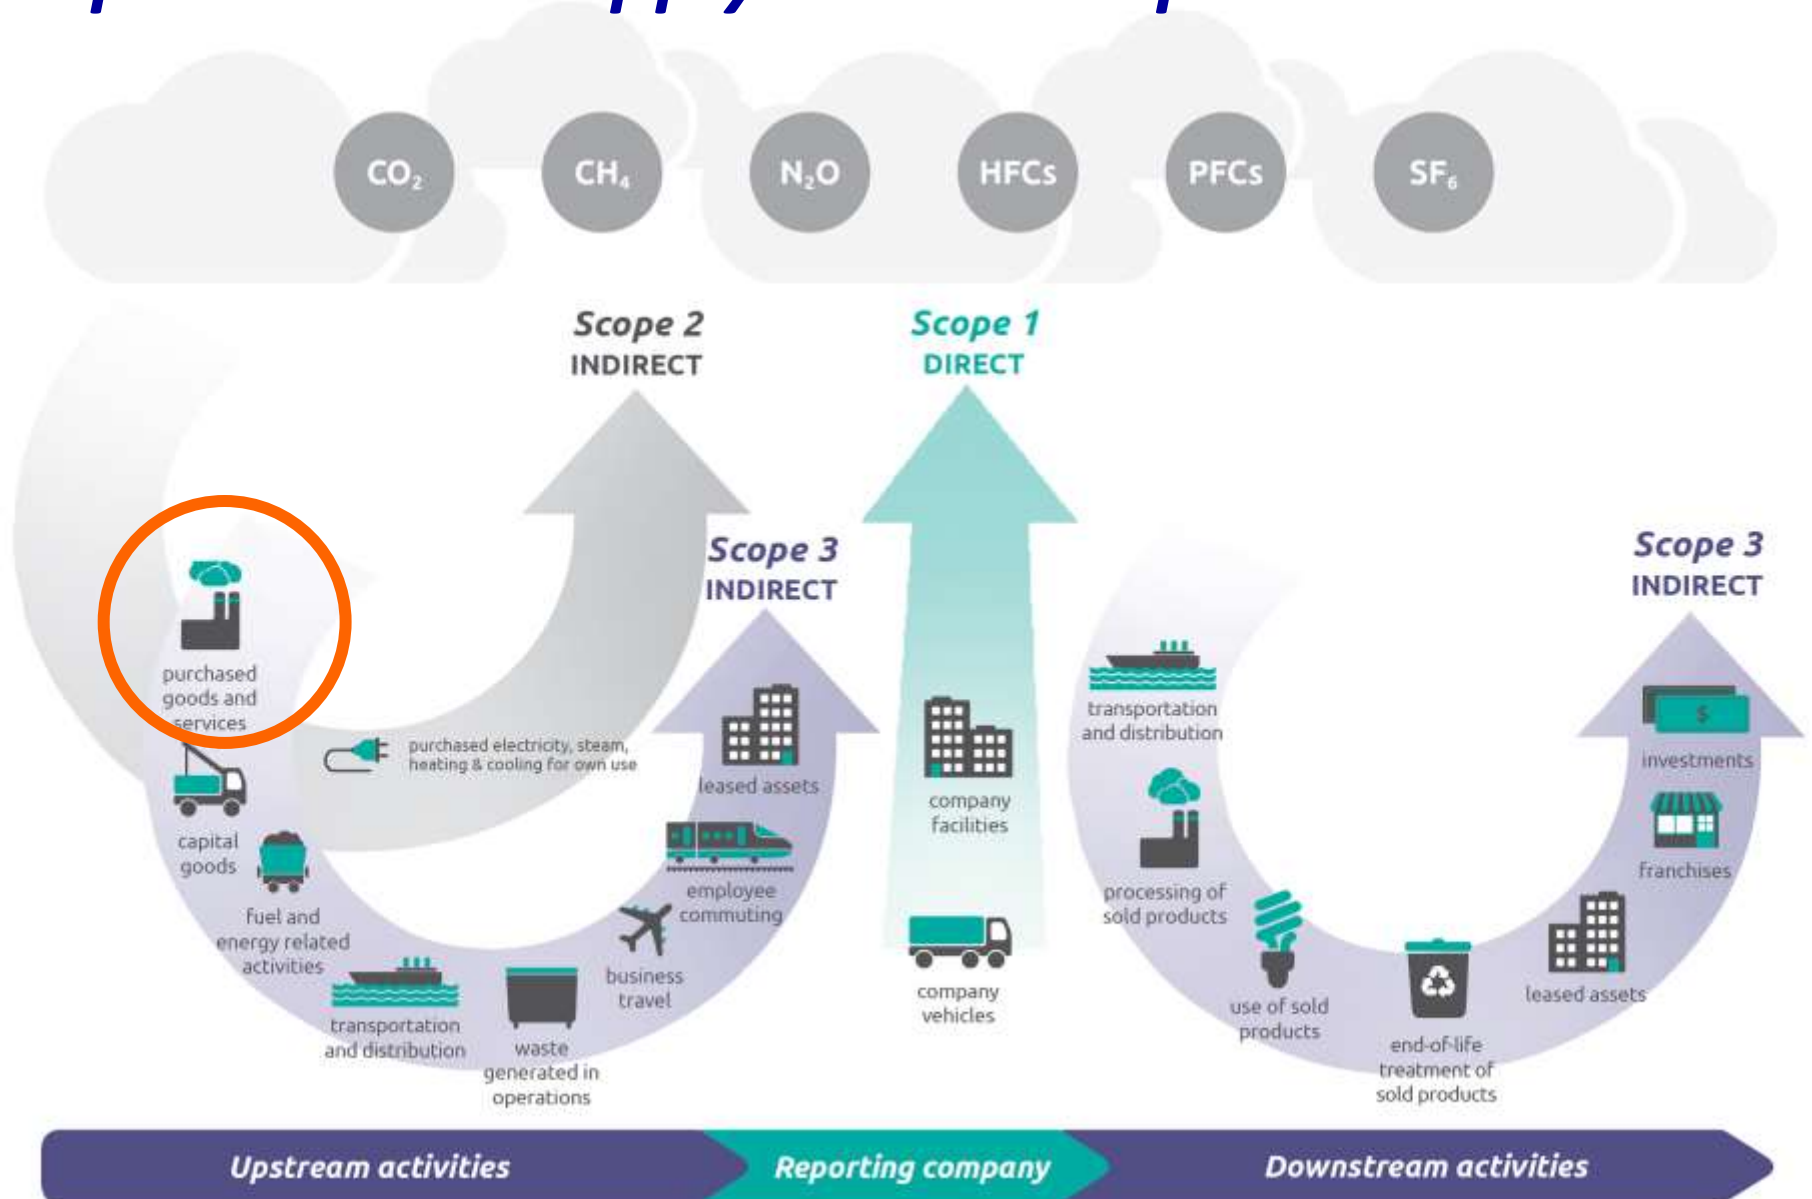 CO₂
CH₄
N₂O
HFCs
PFCs
SF₆
Scope 2
INDIRECT
Scope 1
DIRECT
Scope 3
INDIRECT
Scope 3
INDIRECT
purchased
goods and
services
capital
goods
fuel and
energy related
activities
transportation
and distribution
waste
generated in
operations
business
travel
employee
commuting
leased assets
purchased electricity, steam,
heating & cooling for own use
company
facilities
company
vehicles
transportation
and distribution
processing of
sold products
use of sold
products
end-of-life
treatment of
sold products
leased assets
franchises
$
investments
Upstream activities
Reporting company
Downstream activities